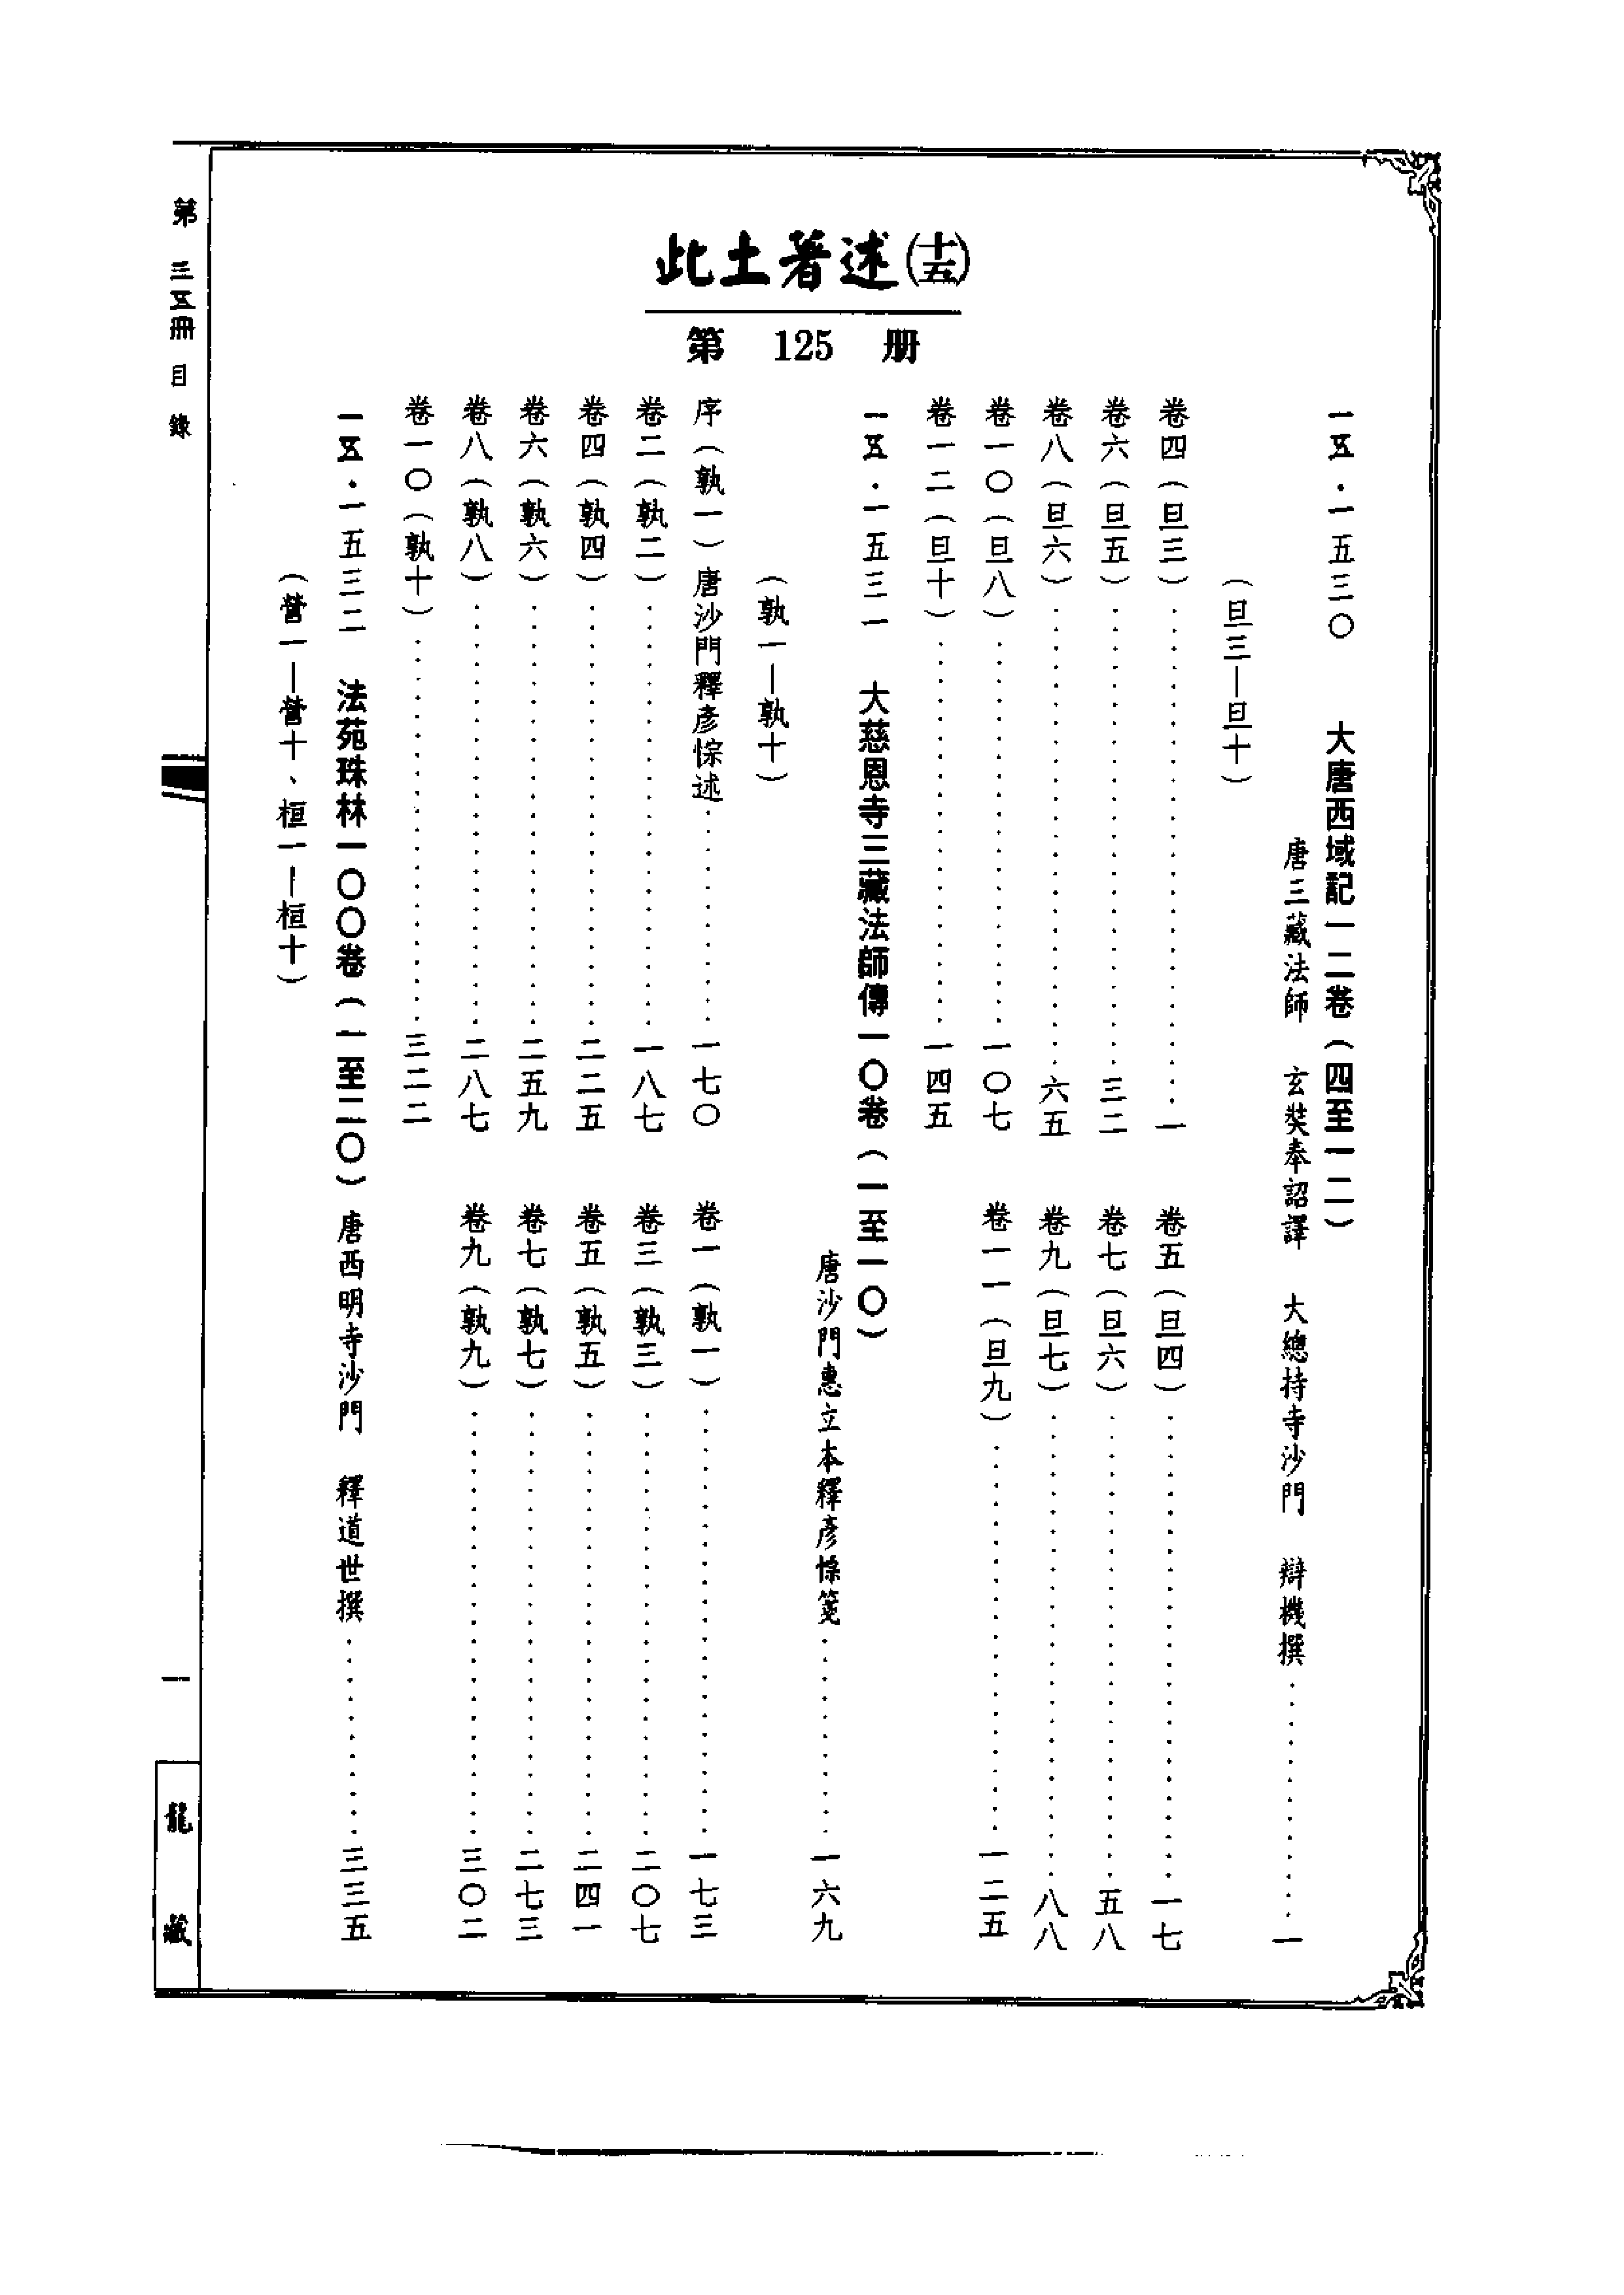 此土著述(十五)
第 125 册
一五·一五三〇 大唐西域記一二卷(四至一二)
唐三藏法師 玄奘奉詔譯 大總持寺沙門 辯機撰……一
(旦三—旦十)
卷四(旦三)……一 卷五(旦四)……一七
卷六(旦五)……三二 卷七(旦六)……五八
卷八(旦六)……六五 卷九(旦七)……八八
卷一〇(旦八)……一〇七 卷一一(旦九)……一二五
卷一二(旦十)……一四五
一五·一五三一 大慈恩寺三藏法師傳一〇卷(一至一〇)
唐沙門惠立本釋彥悰箋……一六九
(孰一—孰十)
序(孰一)唐沙門釋彥悰述……一七〇 卷一(孰一)……一七三
卷二(孰二)……一八七 卷三(孰三)……二〇七
卷四(孰四)……二二五 卷五(孰五)……二四一
卷六(孰六)……二五九 卷七(孰七)……二七三
卷八(孰八)……二八七 卷九(孰九)……三〇二
卷一〇(孰十)……三二二
一五·一五三二 法苑珠林一〇〇卷(一至二〇)唐西明寺沙門 釋道世撰……三三五
(營一—營十、桓一—桓十)
第 三五冊 目 錄
一
龍藏